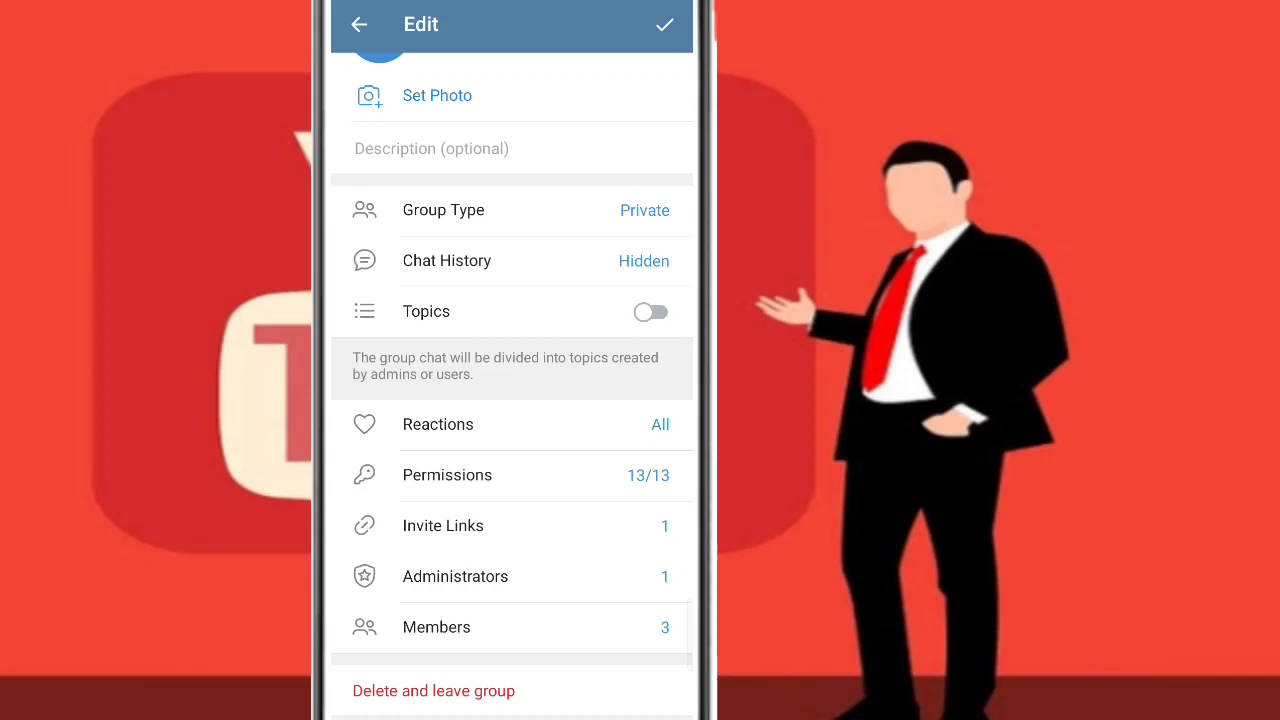 Edit
Set Photo
Description (optional)
Group Type Private
Chat History Hidden
Topics
The group chat will be divided into topics created
by admins or users.
Reactions All
Permissions 13/13
Invite Links 1
Administrators 1
Members 3
Delete and leave group